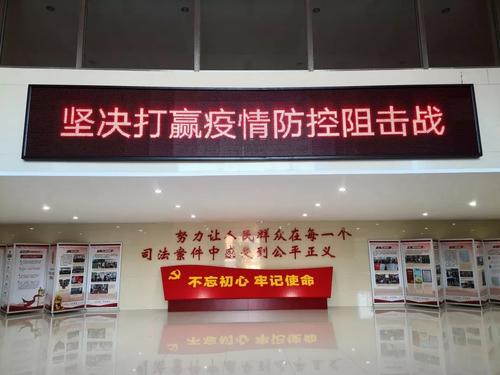 坚决打赢疫情防控阻击战
努力让人民群众在每一个
司法案件中感受到公平正义
不忘初心 牢记使命